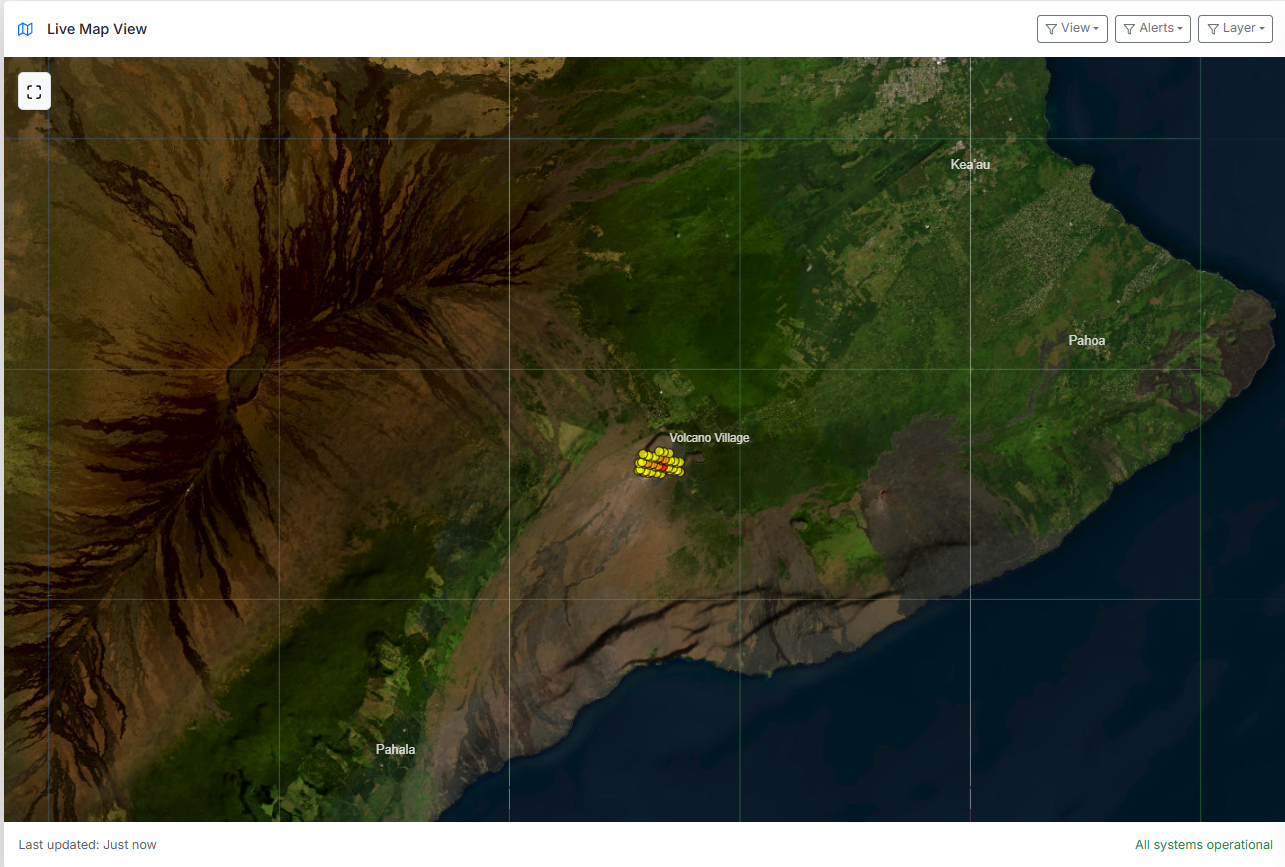 Live Map View
View
Alerts
Layer
Kea'au
Pahoa
Volcano Village
Pahala
Last updated: Just now
All systems operational